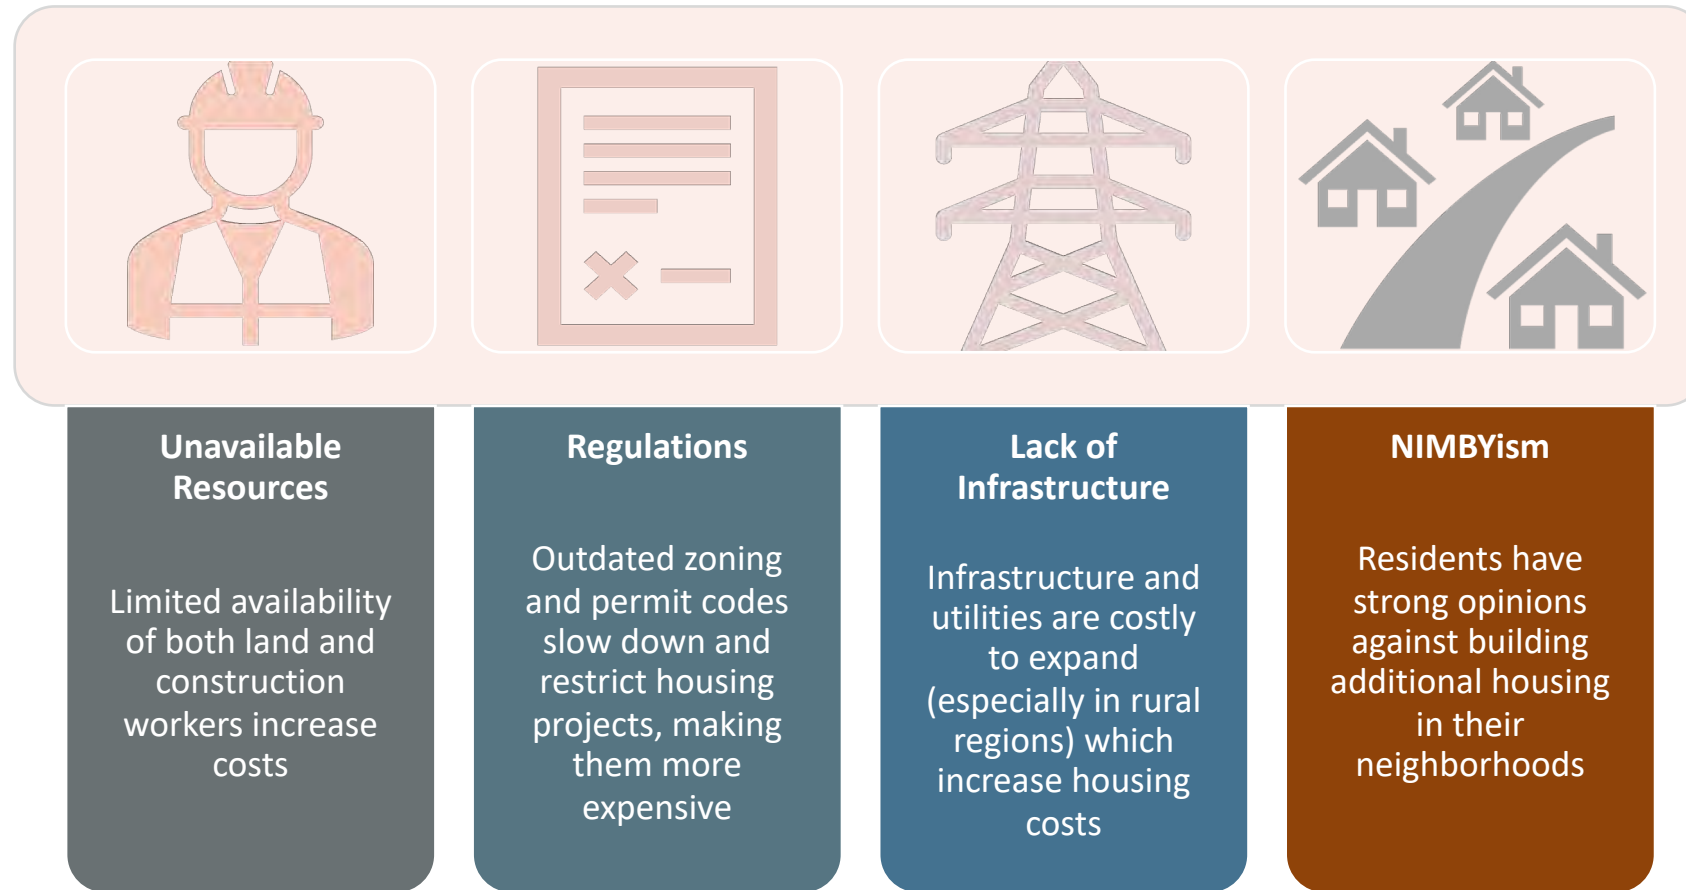 Unavailable
Resources
Limited availability
of both land and
construction
workers increase
costs
Regulations
Outdated zoning
and permit codes
slow down and
restrict housing
projects, making
them more
expensive
Lack of
Infrastructure
Infrastructure and
utilities are costly
to expand
(especially in rural
regions) which
increase housing
costs
NIMBYism
Residents have
strong opinions
against building
additional housing
in their
neighborhoods